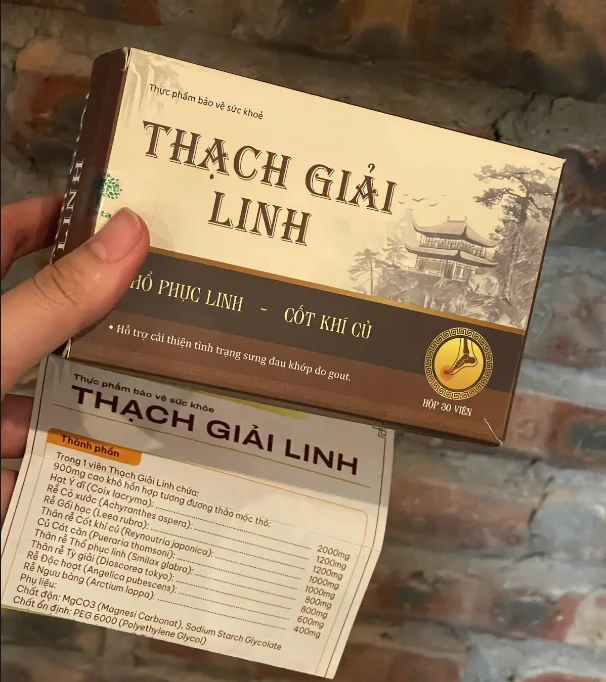 Thực phẩm bảo vệ sức khoẻ
THẠCH GIẢI
LINH
ta
HỔ PHỤC LINH - CỐT KHÍ CỦ
• Hỗ trợ cải thiện tình trạng sưng đau khớp do gout.
HỘP 30 VIÊN
LINH
Thực phẩm bảo vệ sức khỏe
THẠCH GIẢI LINH
Thành phần
Trong 1 viên Thạch Giải Linh chứa:
900mg cao khô hỗn hợp tương đương thảo mộc thô:
Hạt Ý dĩ (Coix lacryma): 2000mg
Rễ Cỏ xước (Achyranthes aspera): 1200mg
Rễ Gối hạc (Leea rubra): 1200mg
Thân rễ Cốt khí củ (Reynoutria japonica): 1000mg
Củ Cát căn (Pueraria thomsoni): 1000mg
Thân rễ Thổ phục linh (Smilax glabra): 800mg
Thân rễ Tỳ giải (Dioscorea tokyo): 800mg
Rễ Độc hoạt (Angelica pubescens): 600mg
Rễ Ngưu bàng (Arctium lappa): 400mg
Phụ liệu:
Chất độn: MgCO3 (Magnesi Carbonat), Sodium Starch Glycolate
Chất ổn định: PEG 6000 (Polyethylene Glycol)